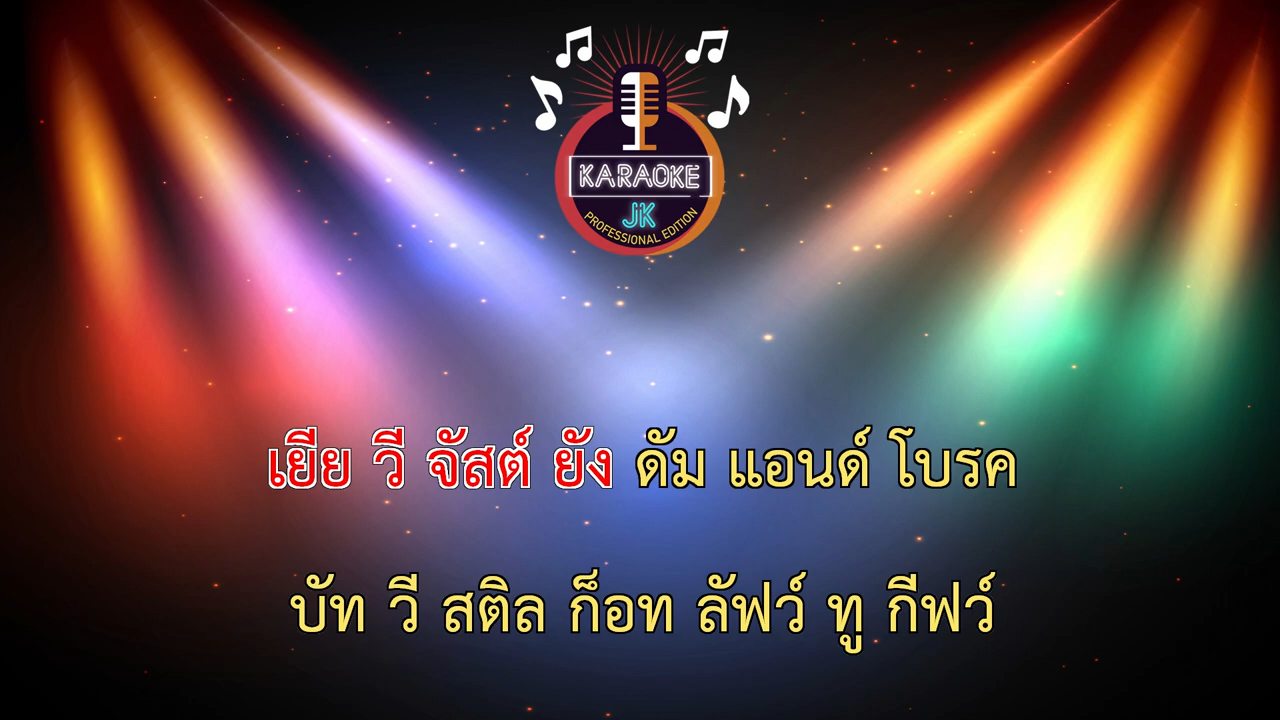 KARAOKE
JK
PROFESSIONAL EDITION
เยีย วี จัสต์ ยัง ดัม แอนด์ โบรค
บัท วี สติล ก็อท ลัฟว์ ทู กีฟว์